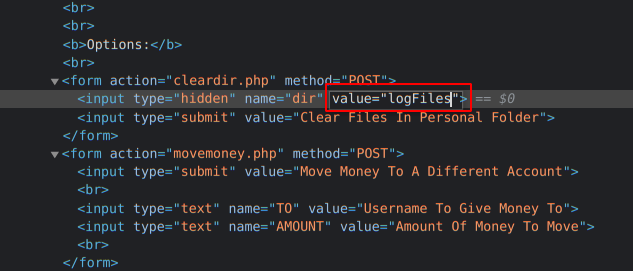 <br>
<br>
<b>Options:</b>
<br>
<form action="cleardir.php" method="POST">
<input type="hidden" name="dir" value="logFiles"> == $0
<input type="submit" value="Clear Files In Personal Folder">
</form>
<form action="movemoney.php" method="POST">
<input type="submit" value="Move Money To A Different Account">
<br>
<input type="text" name="TO" value="Username To Give Money To">
<input type="text" name="AMOUNT" value="Amount Of Money To Move">
<br>
</form>